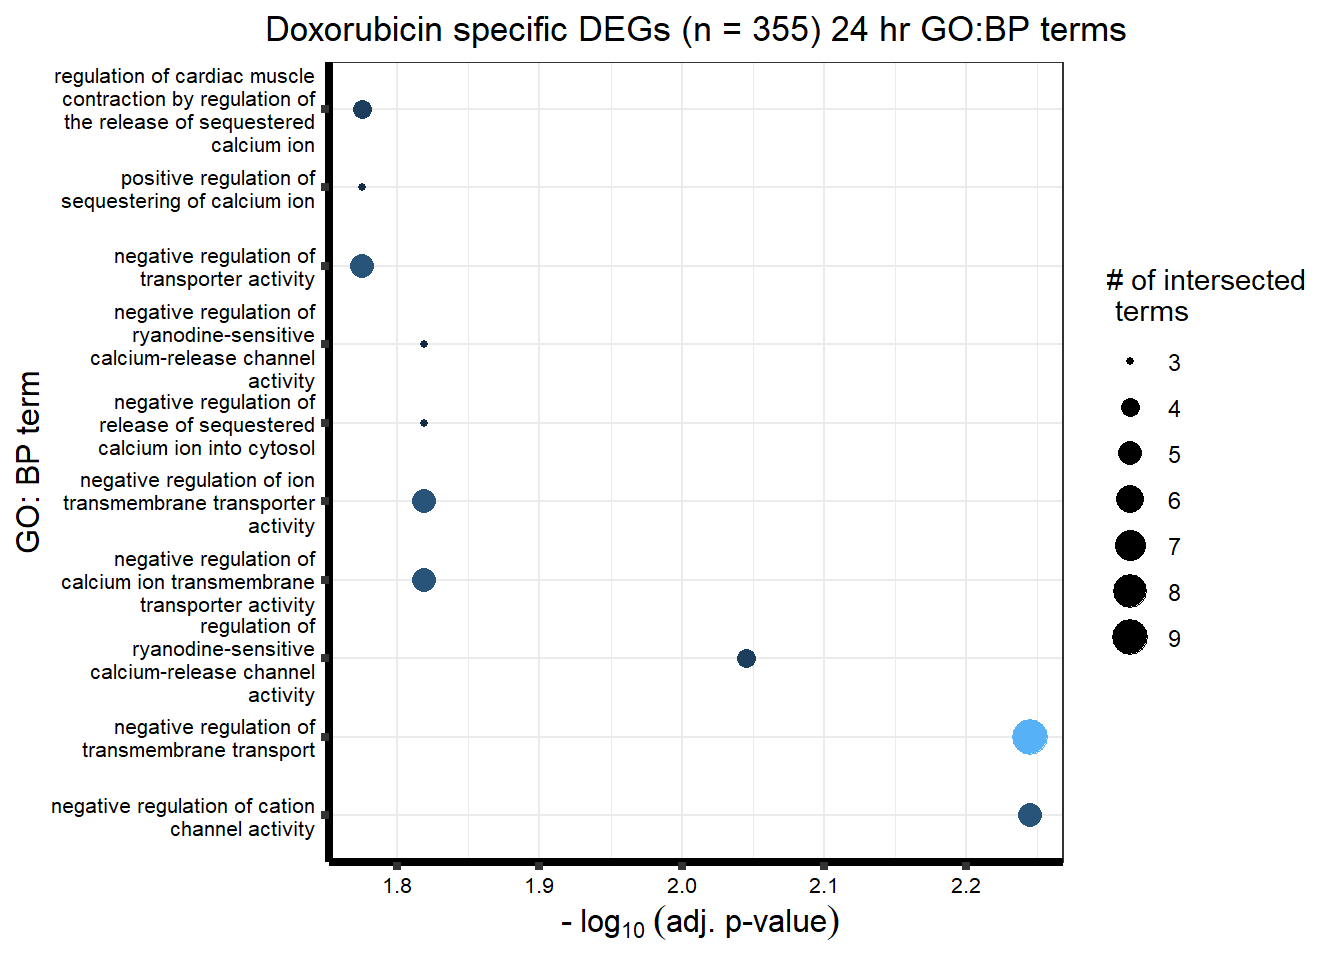 Doxorubicin specific DEGs (n = 355) 24 hr GO:BP terms
GO: BP term
regulation of cardiac muscle
contraction by regulation of
the release of sequestered
calcium ion
positive regulation of
sequestering of calcium ion
negative regulation of
transporter activity
negative regulation of
ryanodine-sensitive
calcium-release channel
activity
negative regulation of
release of sequestered
calcium ion into cytosol
negative regulation of ion
transmembrane transporter
activity
negative regulation of
calcium ion transmembrane
transporter activity
regulation of
ryanodine-sensitive
calcium-release channel
activity
negative regulation of
transmembrane transport
negative regulation of cation
channel activity
1.8 1.9 2.0 2.1 2.2
- log10 (adj. p-value)
# of intersected
terms
3
4
5
6
7
8
9